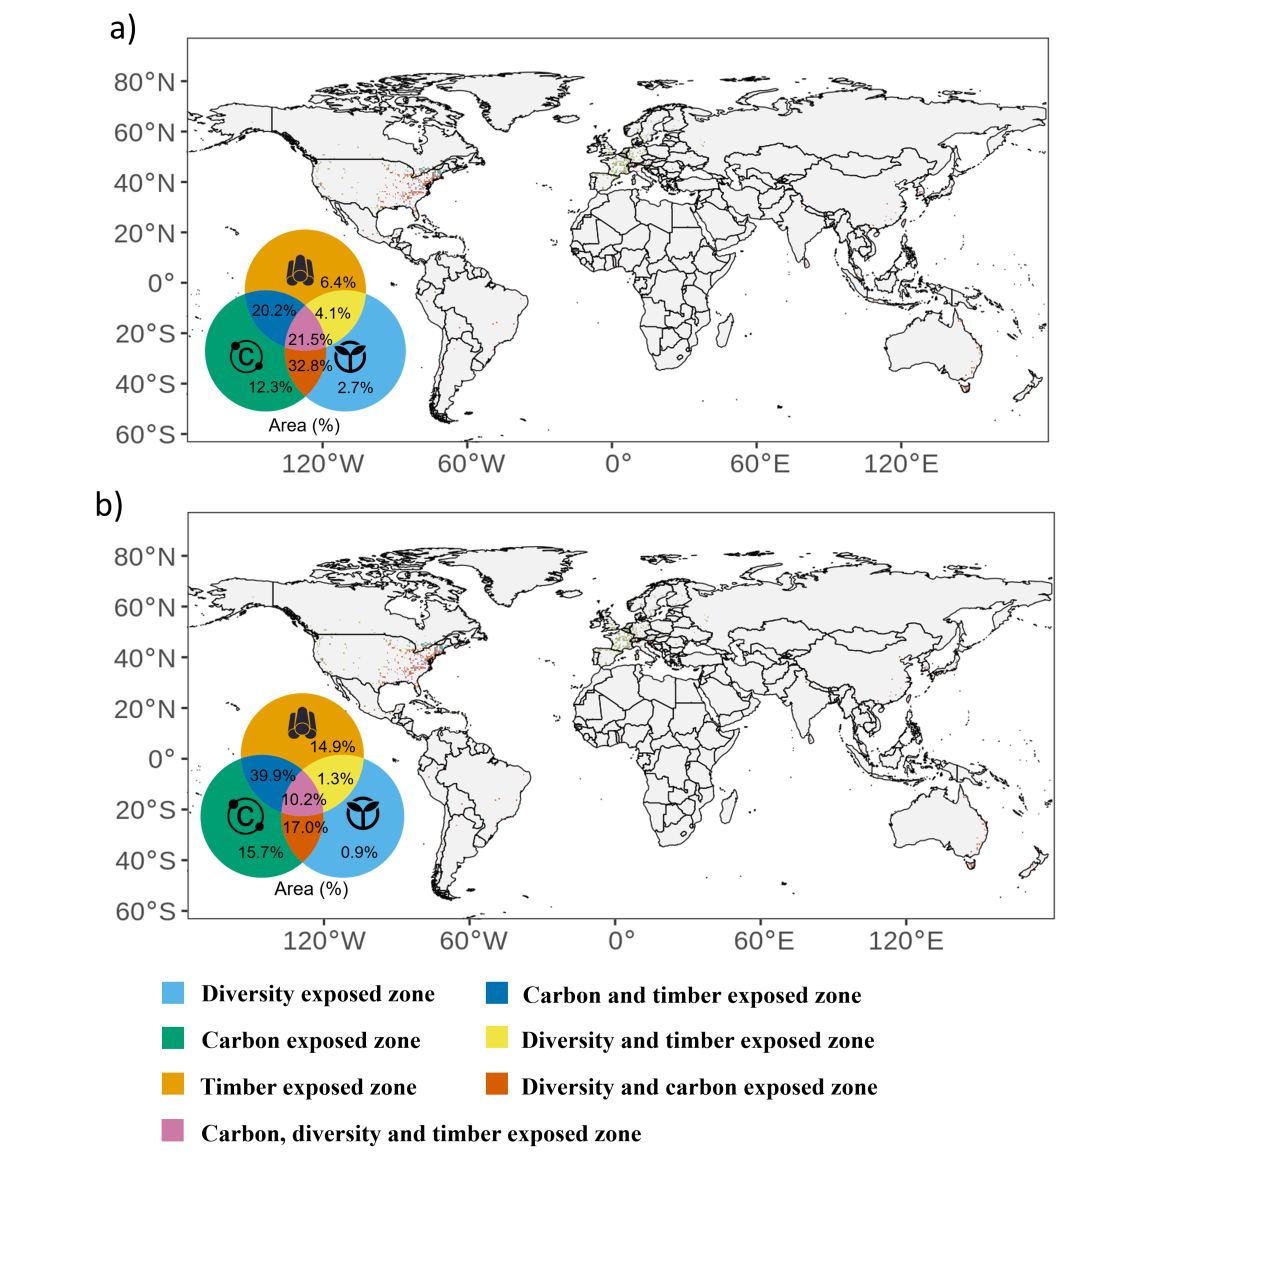 a)
80°N
60°N
40°N
20°N
0°
20°S
40°S
60°S
6.4%
20.2%
4.1%
21.5%
32.8%
C
12.3%
2.7%
Area (%)
120°W 60°W 0° 60°E 120°E
b)
80°N
60°N
40°N
20°N
0°
20°S
40°S
60°S
14.9%
39.9%
1.3%
10.2%
17.0%
C
15.7%
0.9%
Area (%)
120°W 60°W 0° 60°E 120°E
Diversity exposed zone
Carbon and timber exposed zone
Carbon exposed zone
Diversity and timber exposed zone
Timber exposed zone
Diversity and carbon exposed zone
Carbon, diversity and timber exposed zone